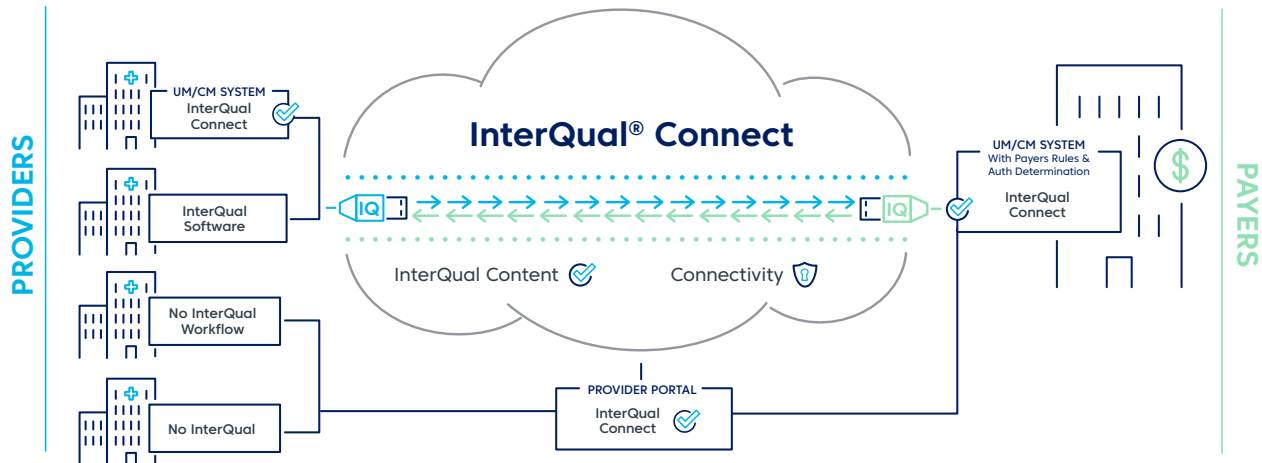 PROVIDERS
UM/CM SYSTEM
InterQual
Connect
InterQual
Software
No InterQual
Workflow
No InterQual
InterQual® Connect
IQ
IQ
InterQual Content
Connectivity
PROVIDER PORTAL
InterQual
Connect
UM/CM SYSTEM
With Payers Rules &
Auth Determination
InterQual
Connect
$
PAYERS